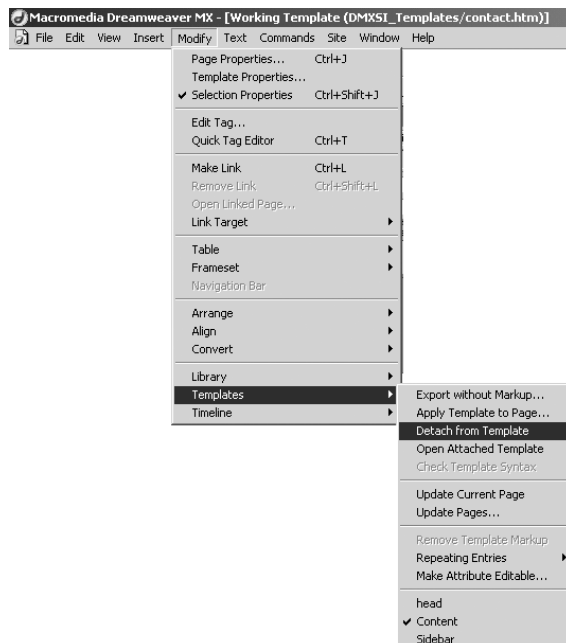 Macromedia Dreamweaver MX - [Working Template (DMXSI_Templates/contact.htm)]
File Edit View Insert Modify Text Commands Site Window Help
Page Properties... Ctrl+J
Template Properties...
Selection Properties Ctrl+Shift+J
Edit Tag...
Quick Tag Editor Ctrl+T
Make Link Ctrl+L
Remove Link Ctrl+Shift+L
Open Linked Page...
Link Target
Table
Frameset
Navigation Bar
Arrange
Align
Convert
Library
Templates
Timeline
Export without Markup...
Apply Template to Page...
Detach from Template
Open Attached Template
Check Template Syntax
Update Current Page
Update Pages...
Remove Template Markup
Repeating Entries
Make Attribute Editable...
head
Content
Sidebar